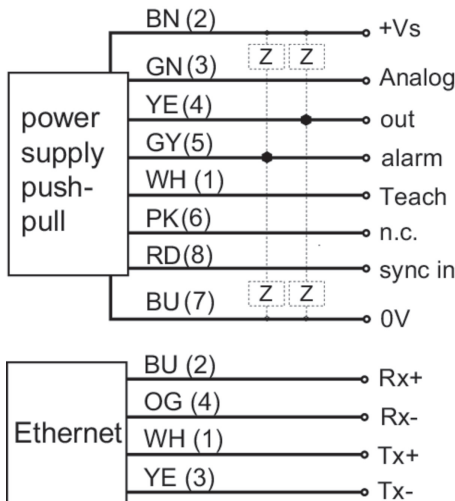 BN (2) +Vs
Z Z
GN (3) Analog
YE (4) out
GY (5) alarm
WH (1) Teach
PK (6) n.c.
RD (8) sync in
Z Z
BU (7) 0V
power
supply
push-
pull
BU (2) Rx+
OG (4) Rx-
WH (1) Tx+
YE (3) Tx-
Ethernet